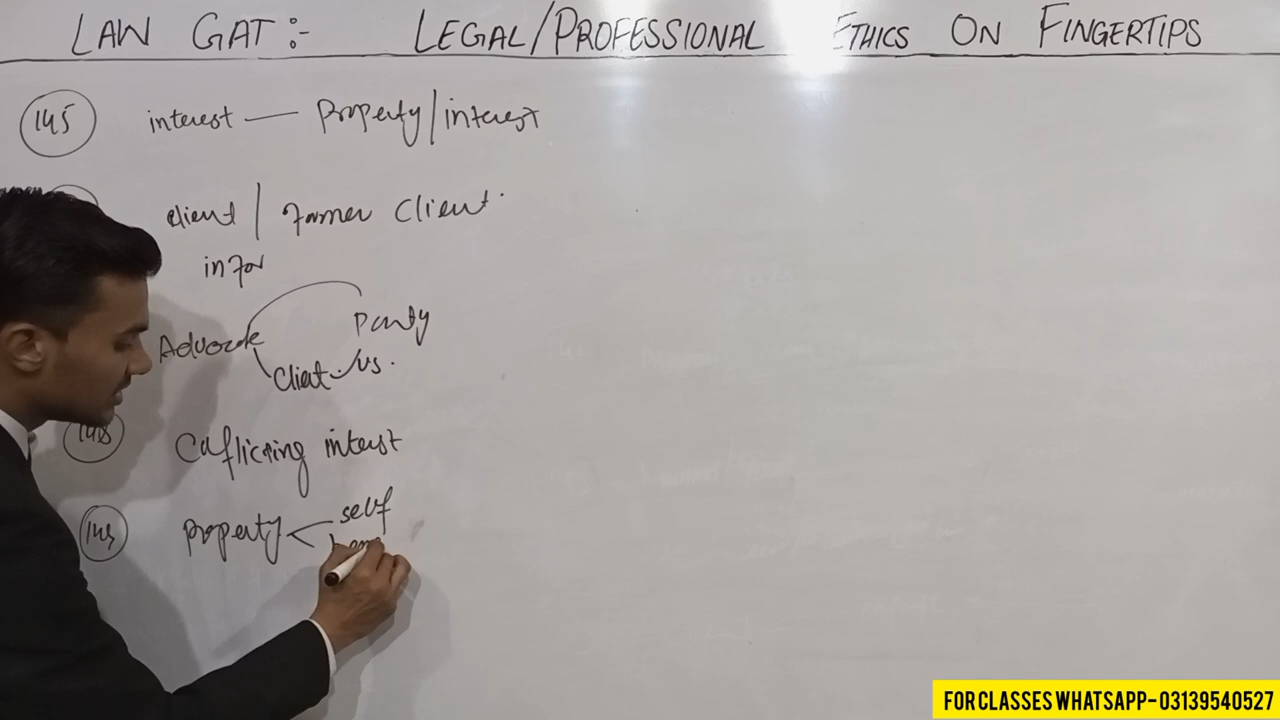 LAW GAT:- LEGAL/PROFESSIONAL ETHICS ON FINGERTIPS
145 interest — Property/interest
client / Former Client.
infor
Advocate Party
Client vs.
148 Conflicting interest
149 Property self
FOR CLASSES WHATSAPP-03139540527